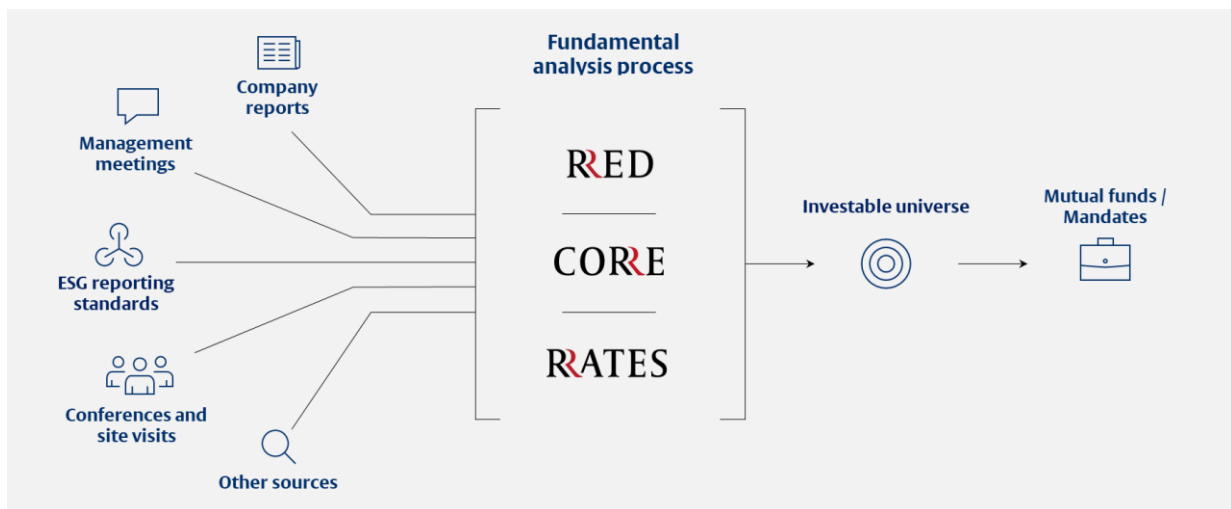 Company
reports
Management
meetings
ESG reporting
standards
Conferences and
site visits
Other sources
Fundamental
analysis process
RRED
CORRE
RRATES
Investable universe
Mutual funds /
Mandates